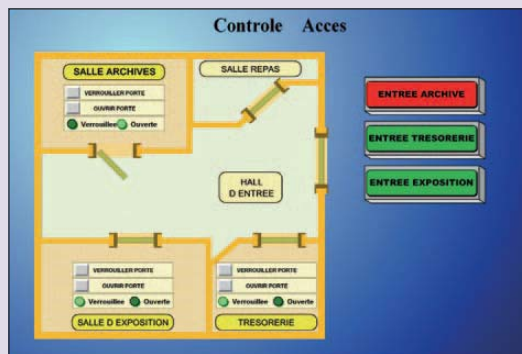 Controle Acces
SALLE ARCHIVES
VERROUILLER PORTE
OUVRIR PORTE
Verrouillee Ouverte
SALLE REPAS
HALL
D ENTREE
VERROUILLER PORTE
OUVRIR PORTE
Verrouillee Ouverte
SALLE D EXPOSITION
VERROUILLER PORTE
OUVRIR PORTE
Verrouillee Ouverte
TRESORERIE
ENTREE ARCHIVE
ENTREE TRESORERIE
ENTREE EXPOSITION